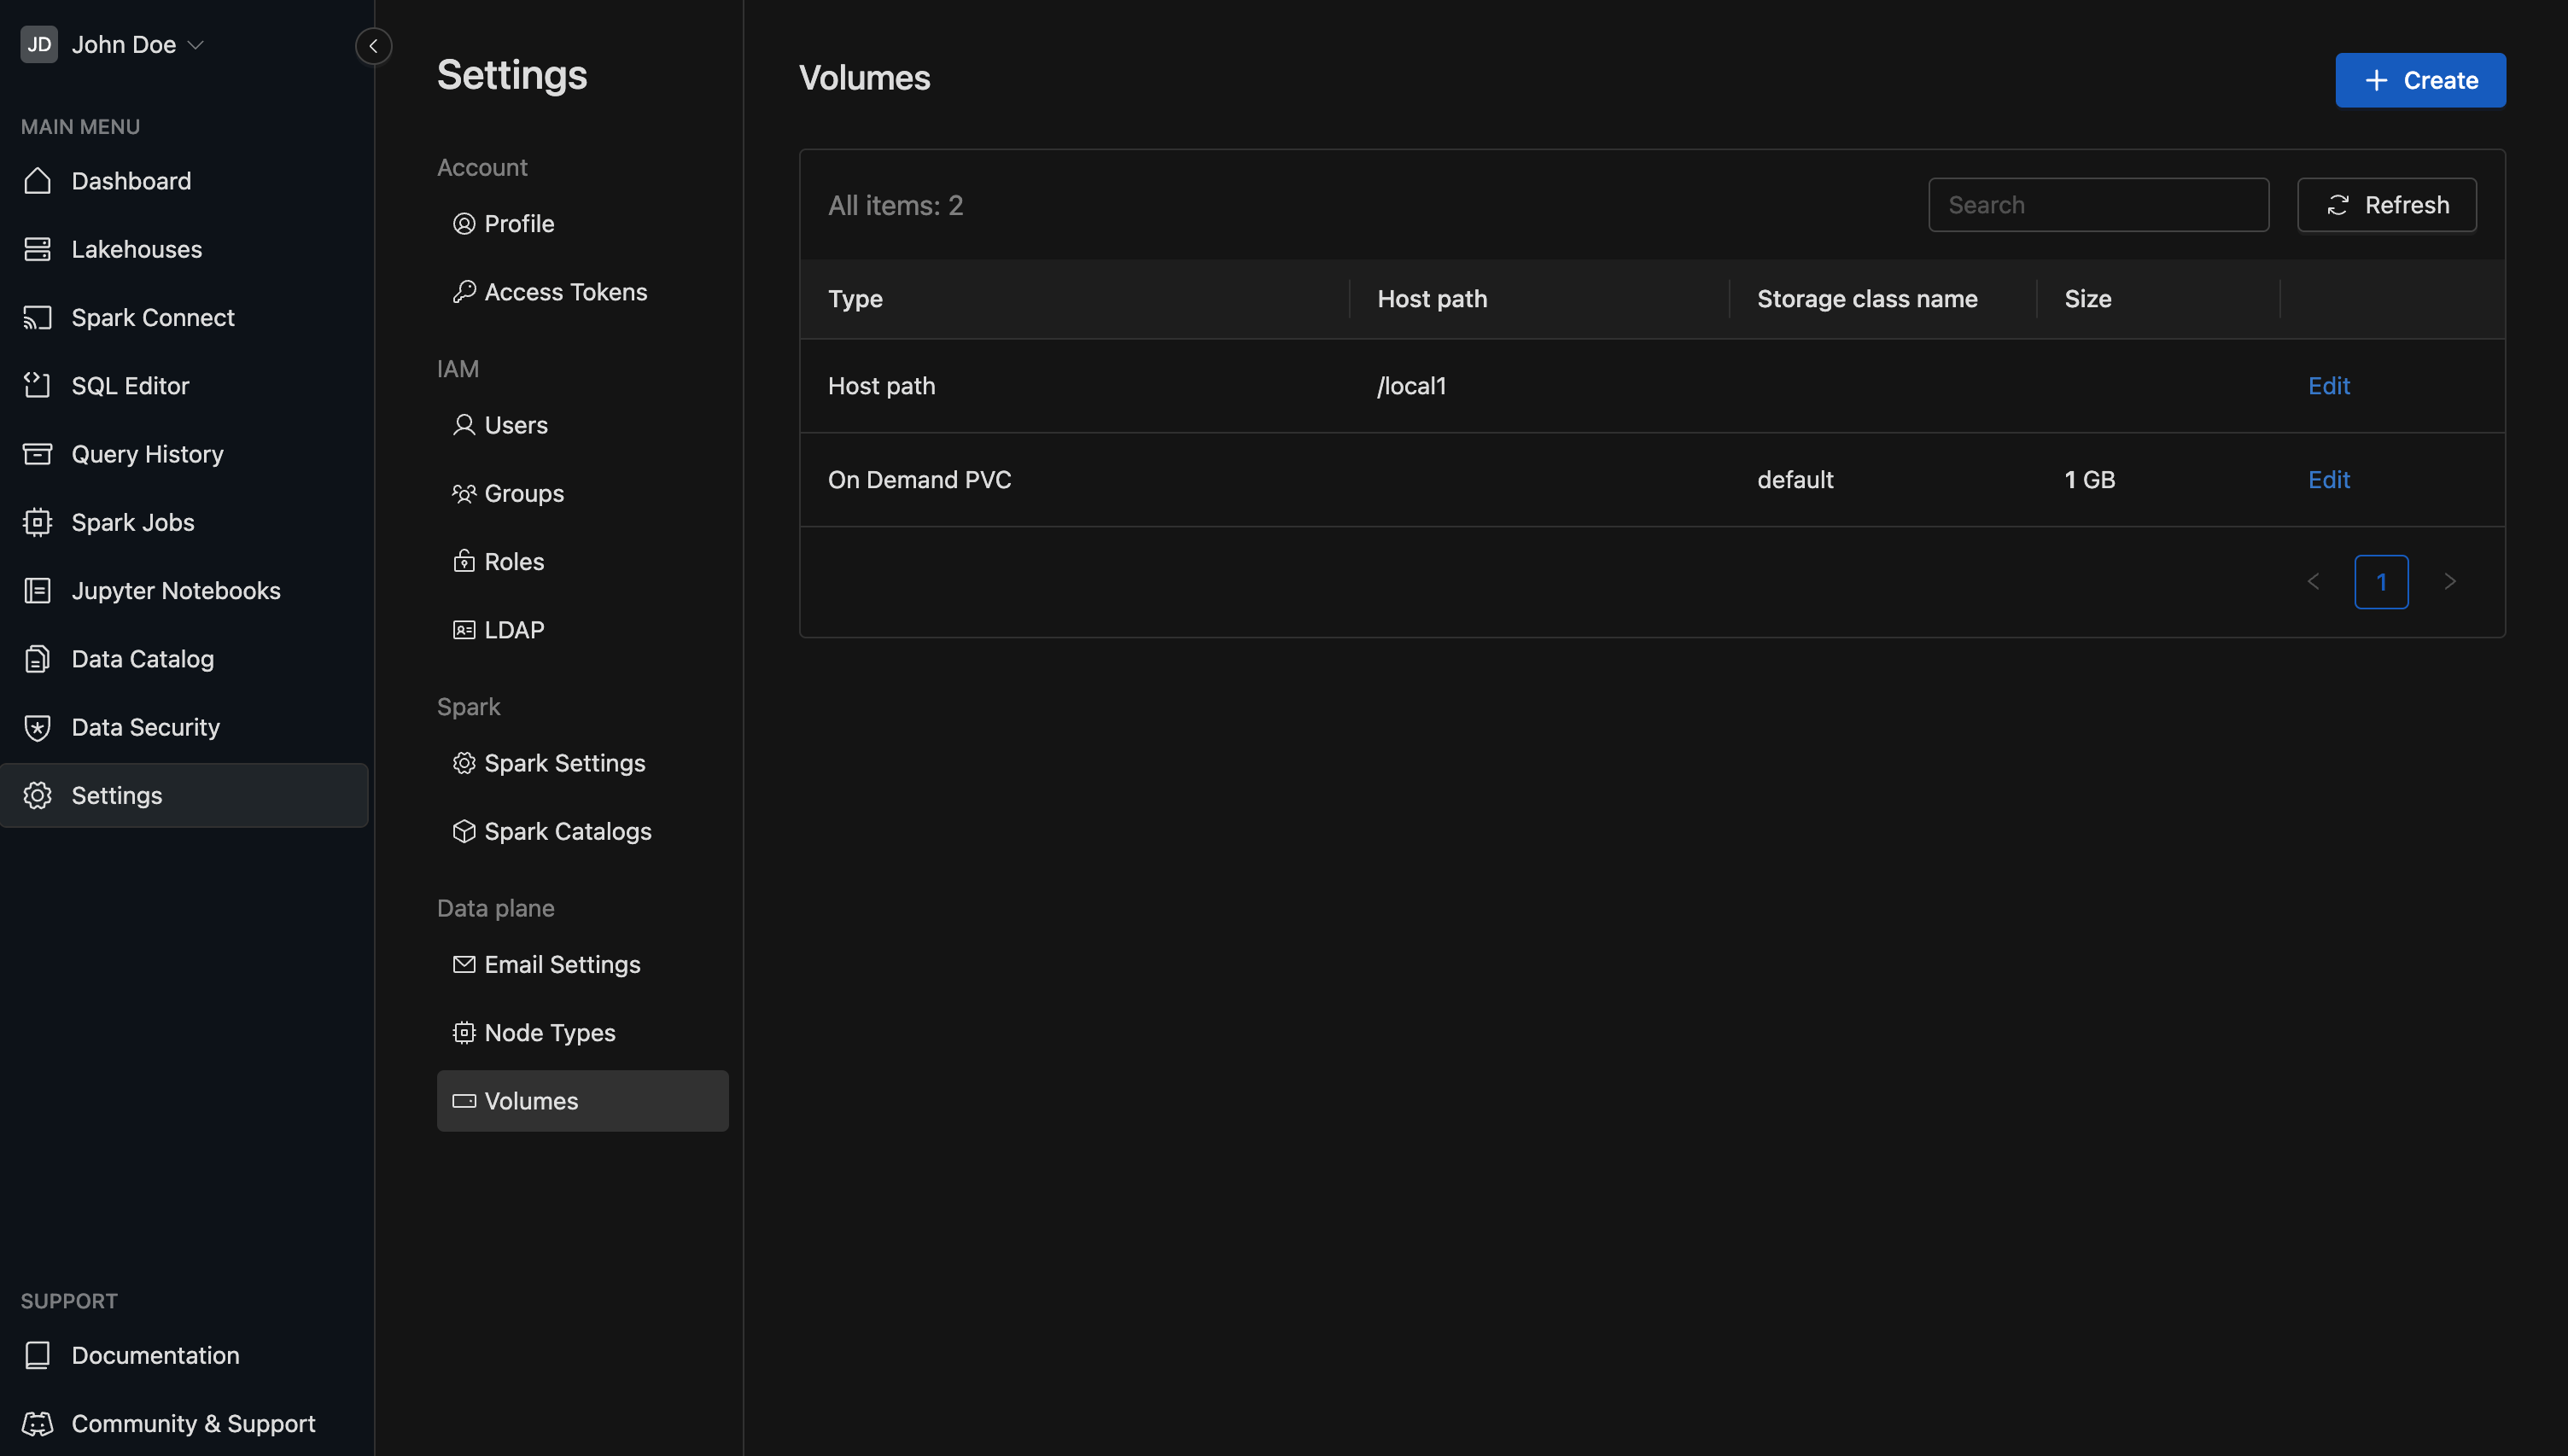 JD John Doe
MAIN MENU
Dashboard
Lakehouses
Spark Connect
SQL Editor
Query History
Spark Jobs
Jupyter Notebooks
Data Catalog
Data Security
Settings
SUPPORT
Documentation
Community & Support
Settings
Account
Profile
Access Tokens
IAM
Users
Groups
Roles
LDAP
Spark
Spark Settings
Spark Catalogs
Data plane
Email Settings
Node Types
Volumes
Volumes
Create
All items: 2
Search
Refresh
Type Host path Storage class name Size
Host path /local1 Edit
On Demand PVC default 1 GB Edit
1